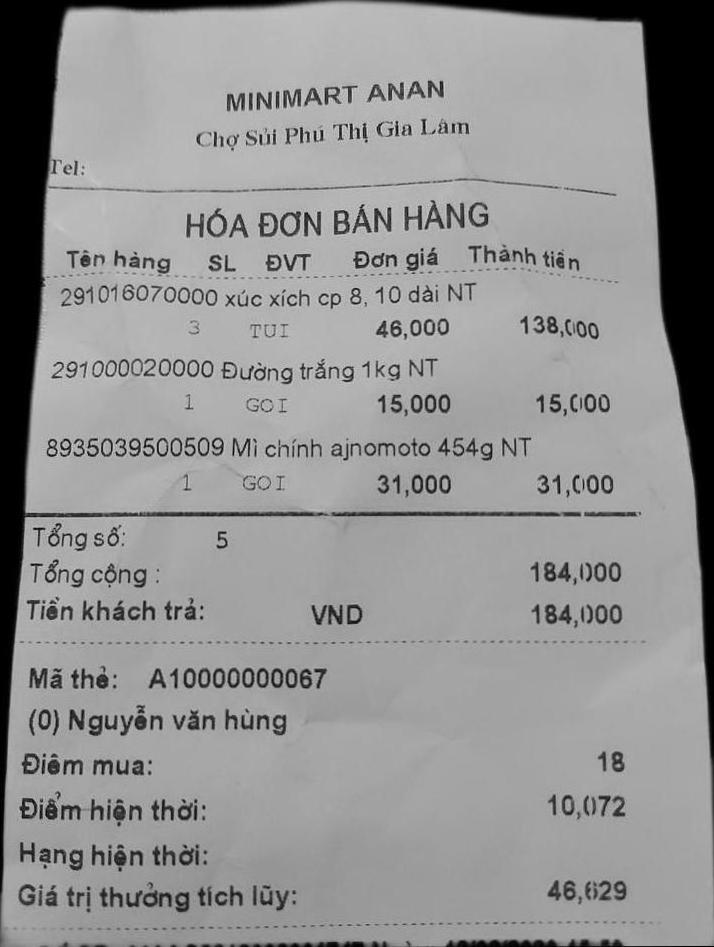 MINIMART ANAN
Chợ Sủi Phú Thị Gia Lâm
Tel:
HÓA ĐƠN BÁN HÀNG
Tên hàng SL ĐVT Đơn giá Thành tiền
291016070000 xúc xích cp 8, 10 dài NT
3 TUI 46,000 138,000
291000020000 Đường trắng 1kg NT
1 GOI 15,000 15,000
8935039500509 Mì chính ajnomoto 454g NT
1 GOI 31,000 31,000
Tổng số: 5
Tổng cộng : 184,000
Tiền khách trả: VND 184,000
Mã thẻ: A10000000067
(0) Nguyễn văn hùng
Điểm mua: 18
Điểm hiện thời: 10,072
Hạng hiện thời:
Giá trị thưởng tích lũy: 46,629